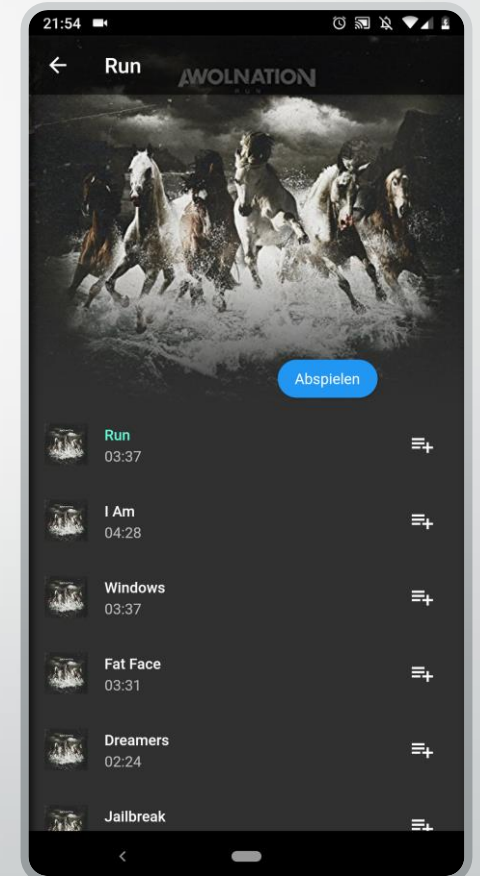 21:54
Run
AWOLNATION
RUN
Abspielen
Run
03:37
I Am
04:28
Windows
03:37
Fat Face
03:31
Dreamers
02:24
Jailbreak